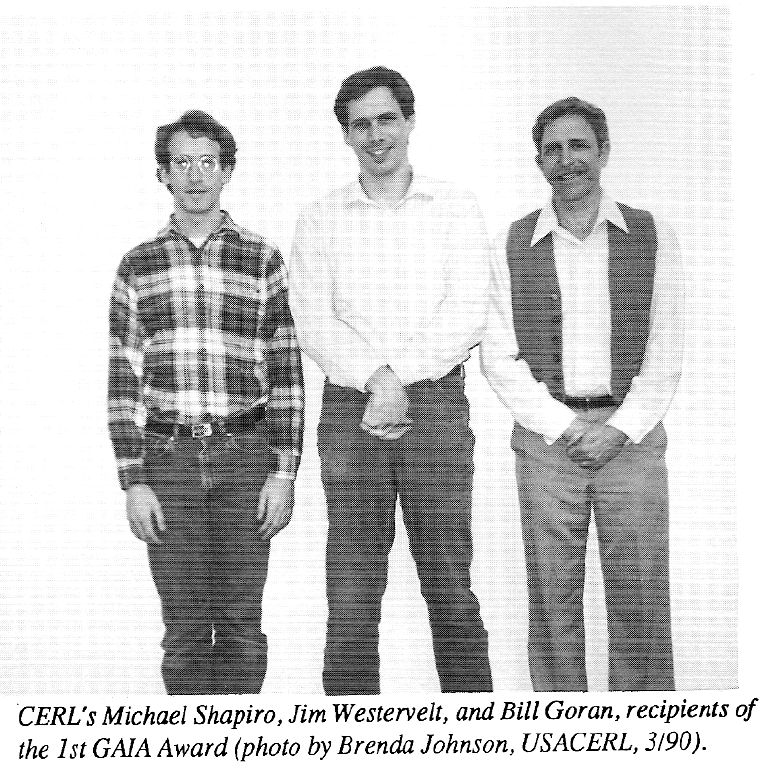 CERL's Michael Shapiro, Jim Westervelt, and Bill Goran, recipients of
the 1st GAIA Award (photo by Brenda Johnson, USACERL, 3/90).